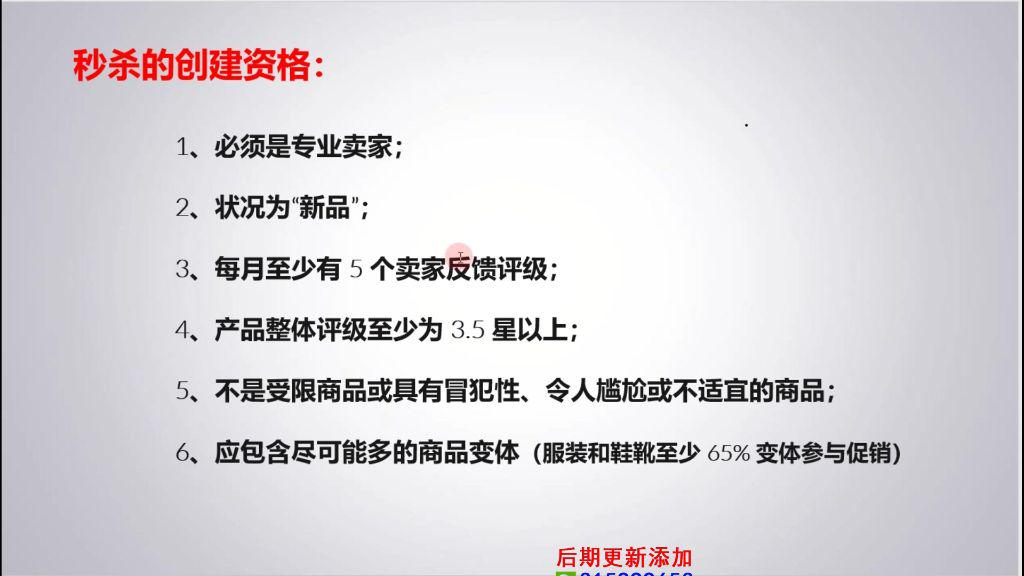 秒杀的创建资格：
1、必须是专业卖家；
2、状况为“新品”；
3、每月至少有 5 个卖家反馈评级；
4、产品整体评级至少为 3.5 星以上；
5、不是受限商品或具有冒犯性、令人尴尬或不适宜的商品；
6、应包含尽可能多的商品变体（服装和鞋靴至少 65% 变体参与促销）
后期更新添加